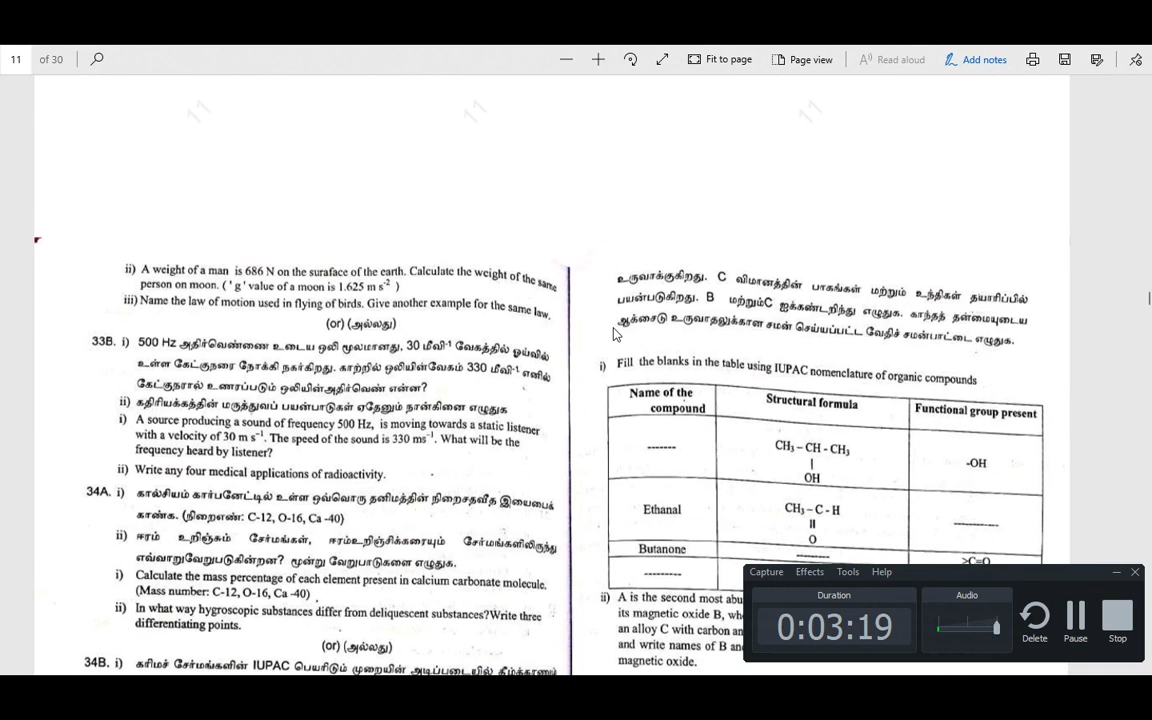 11 of 30 Fit to page Page view Read aloud Add notes
11 11 11
ii) A weight of a man is 686 N on the suraface of the earth. Calculate the weight of the same
person on moon. ( ' g ' value of a moon is 1.625 m s⁻² )
iii) Name the law of motion used in flying of birds. Give another example for the same law.
(or) (அல்லது)
33B. i) 500 Hz அதிர்வெண்ணை உடைய ஒலி மூலமானது, 30 மீவி⁻¹ வேகத்தில் ஓய்வில்
உள்ள கேட்குநரை நோக்கி நகர்கிறது. காற்றில் ஒலியின்வேகம் 330 மீவி⁻¹ எனில்
கேட்குநரால் உணரப்படும் ஒலியின்அதிர்வெண் என்ன?
ii) கதிரியக்கத்தின் மருத்துவப் பயன்பாடுகள் ஏதேனும் நான்கினை எழுதுக
i) A source producing a sound of frequency 500 Hz, is moving towards a static listener
with a velocity of 30 m s⁻¹. The speed of the sound is 330 ms⁻¹. What will be the
frequency heard by listener?
ii) Write any four medical applications of radioactivity.
34A. i) கால்சியம் கார்பனேட்டில் உள்ள ஒவ்வொரு தனிமத்தின் நிறைசதவீத இயைபைக்
காண்க. (நிறைஎண்: C-12, O-16, Ca -40)
ii) ஈரம் உறிஞ்சும் சேர்மங்கள், ஈரம்உறிஞ்சிக்கரையும் சேர்மங்களிலிருந்து
எவ்வாறுவேறுபடுகின்றன? மூன்று வேறுபாடுகளை எழுதுக.
i) Calculate the mass percentage of each element present in calcium carbonate molecule.
(Mass number: C-12, O-16, Ca -40)
ii) In what way hygroscopic substances differ from deliquescent substances?Write three
differentiating points.
(or) (அல்லது)
34B. i) கரிமச் சேர்மங்களின் IUPAC பெயரிடும் முறையின் அடிப்படையில்
உருவாக்குகிறது. C விமானத்தின் பாகங்கள் மற்றும் உந்திகள் தயாரிப்பில்
பயன்படுகிறது. B மற்றும்C ஐக்கண்டறிந்து எழுதுக. காந்தத் தன்மையுடைய
ஆக்சைடு உருவாதலுக்கான சமன் செய்யப்பட்ட வேதிச் சமன்பாட்டை எழுதுக.
i) Fill the blanks in the table using IUPAC nomenclature of organic compounds
Name of the compound Structural formula Functional group present
------- CH₃ – CH - CH₃ -OH
|
OH
Ethanal CH₃ – C - H -----------
||
O
Butanone -------- >C=O
---------
ii) A is the second most abu
its magnetic oxide B, wh
an alloy C with carbon an
and write names of B and
magnetic oxide.
Capture Effects Tools Help
Duration Audio
0:03:19
Delete Pause Stop